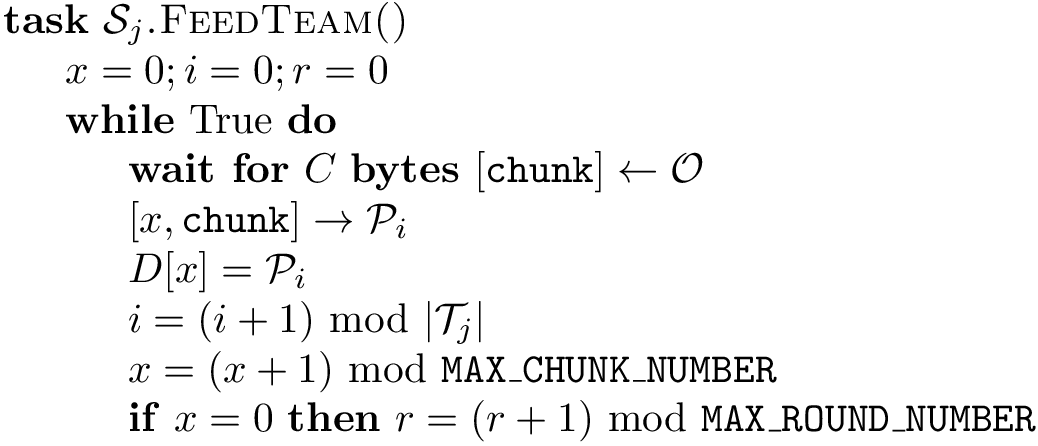 task 𝒮ⱼ.FEEDTEAM()
x = 0; i = 0; r = 0
while True do
wait for C bytes [chunk] ← 𝒪
[x, chunk] → 𝒫ᵢ
D[x] = 𝒫ᵢ
i = (i + 1) mod |𝒯ⱼ|
x = (x + 1) mod MAX_CHUNK_NUMBER
if x = 0 then r = (r + 1) mod MAX_ROUND_NUMBER